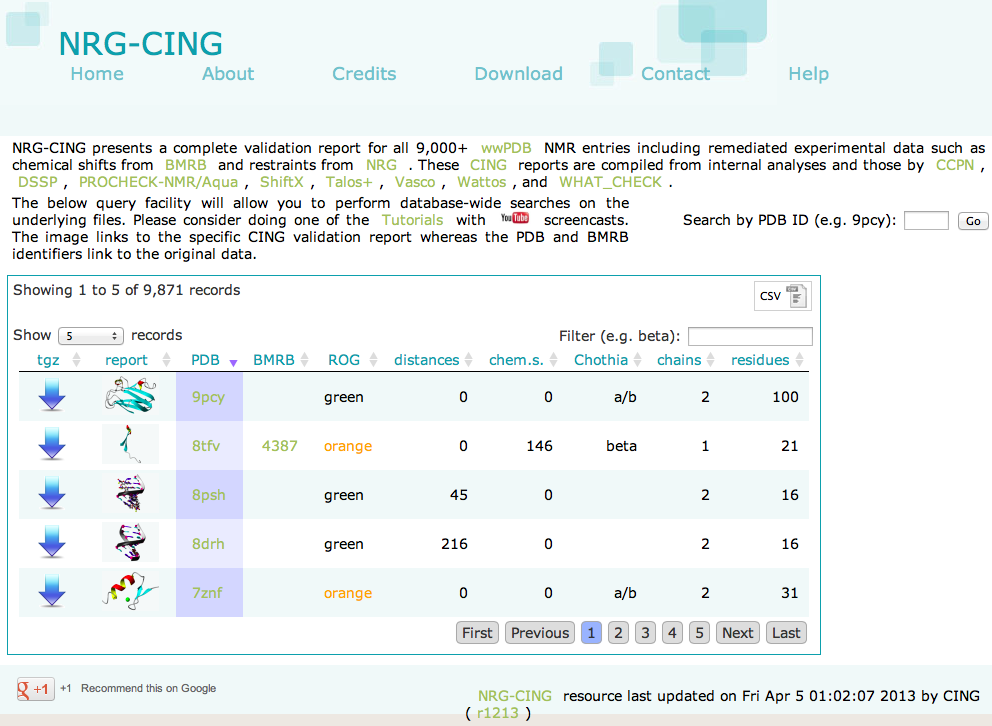 NRG-CING
Home About Credits Download Contact Help
NRG-CING presents a complete validation report for all 9,000+ wwPDB NMR entries including remediated experimental data such as
chemical shifts from BMRB and restraints from NRG . These CING reports are compiled from internal analyses and those by CCPN ,
DSSP , PROCHECK-NMR/Aqua , ShiftX , Talos+ , Vasco , Wattos , and WHAT_CHECK .
The below query facility will allow you to perform database-wide searches on the
underlying files. Please consider doing one of the Tutorials with YouTube screencasts.
The image links to the specific CING validation report whereas the PDB and BMRB
identifiers link to the original data.
Search by PDB ID (e.g. 9pcy): Go
Showing 1 to 5 of 9,871 records
CSV
Show 5 records
Filter (e.g. beta):
tgz report PDB BMRB ROG distances chem.s. Chothia chains residues
9pcy green 0 0 a/b 2 100
8tfv 4387 orange 0 146 beta 1 21
8psh green 45 0 2 16
8drh green 216 0 2 16
7znf orange 0 0 a/b 2 31
First Previous 1 2 3 4 5 Next Last
g +1 +1 Recommend this on Google
NRG-CING resource last updated on Fri Apr 5 01:02:07 2013 by CING
( r1213 )